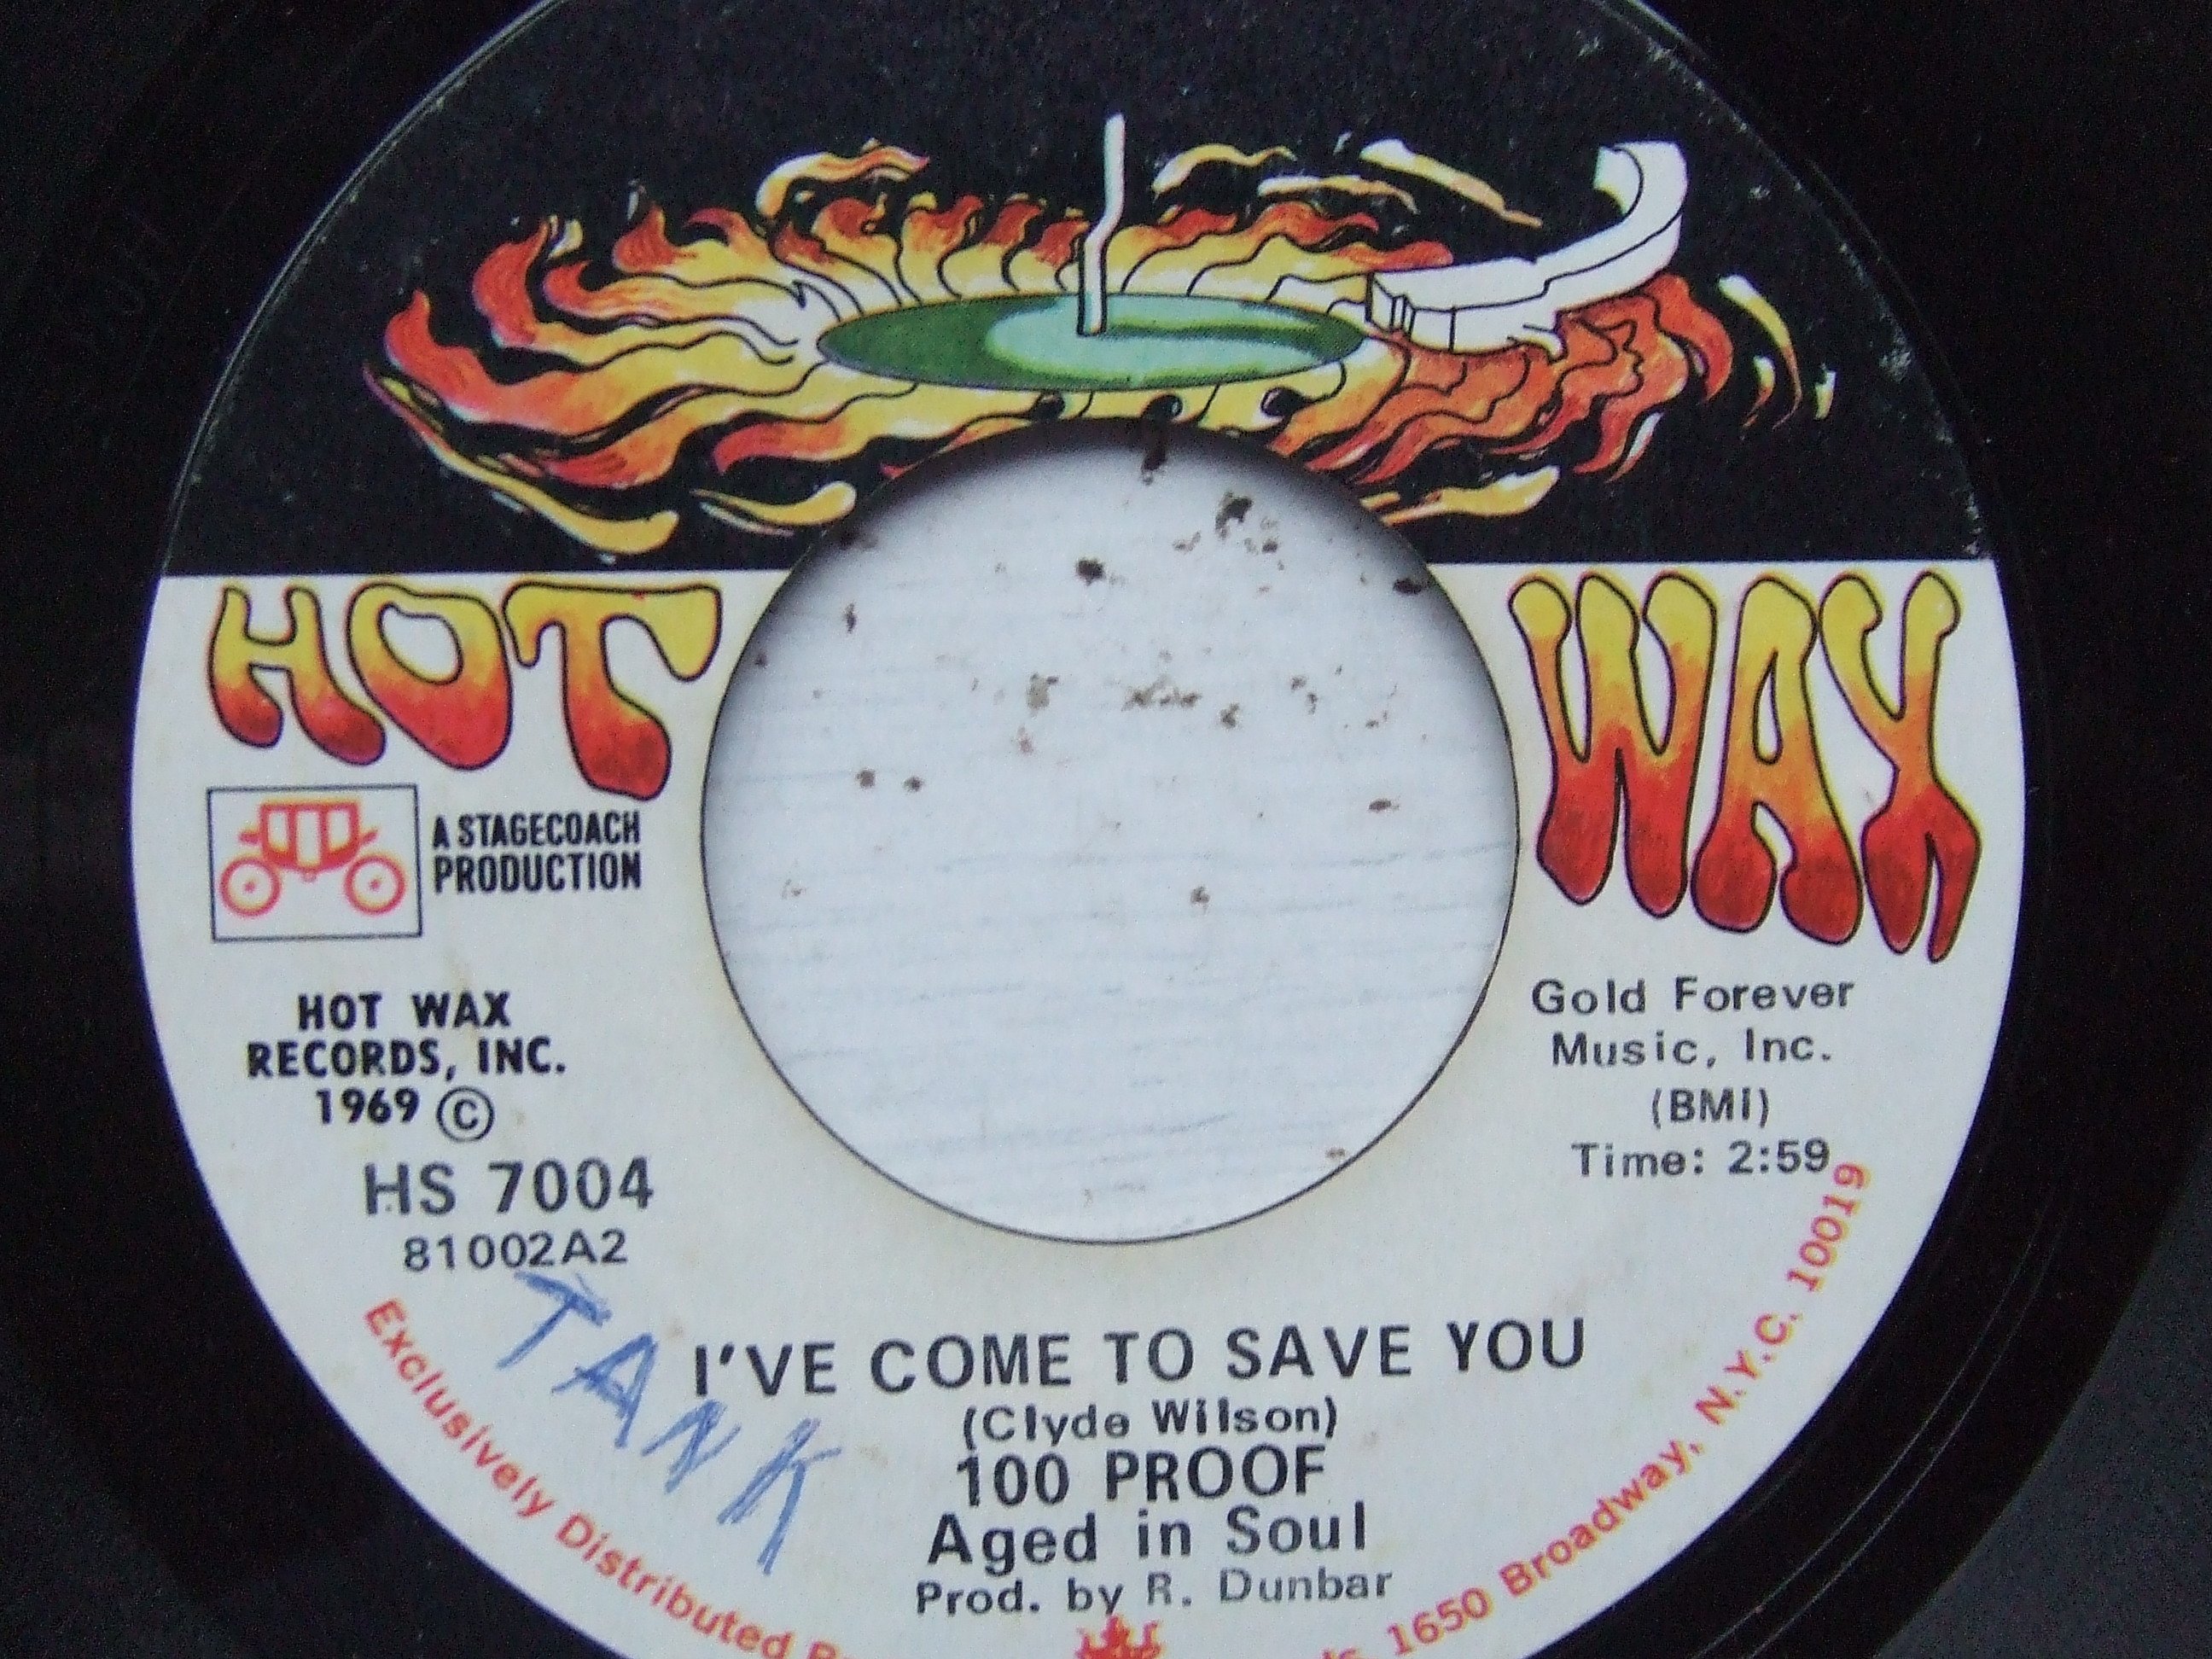 HOT WAX
A STAGECOACH
PRODUCTION
HOT WAX
RECORDS, INC.
1969 ©
HS 7004
81002A2
Gold Forever
Music, Inc.
(BMI)
Time: 2:59
TANK
I'VE COME TO SAVE YOU
(Clyde Wilson)
100 PROOF
Aged in Soul
Prod. by R. Dunbar
Exclusively Distributed
1650 Broadway, N.Y.C. 10019